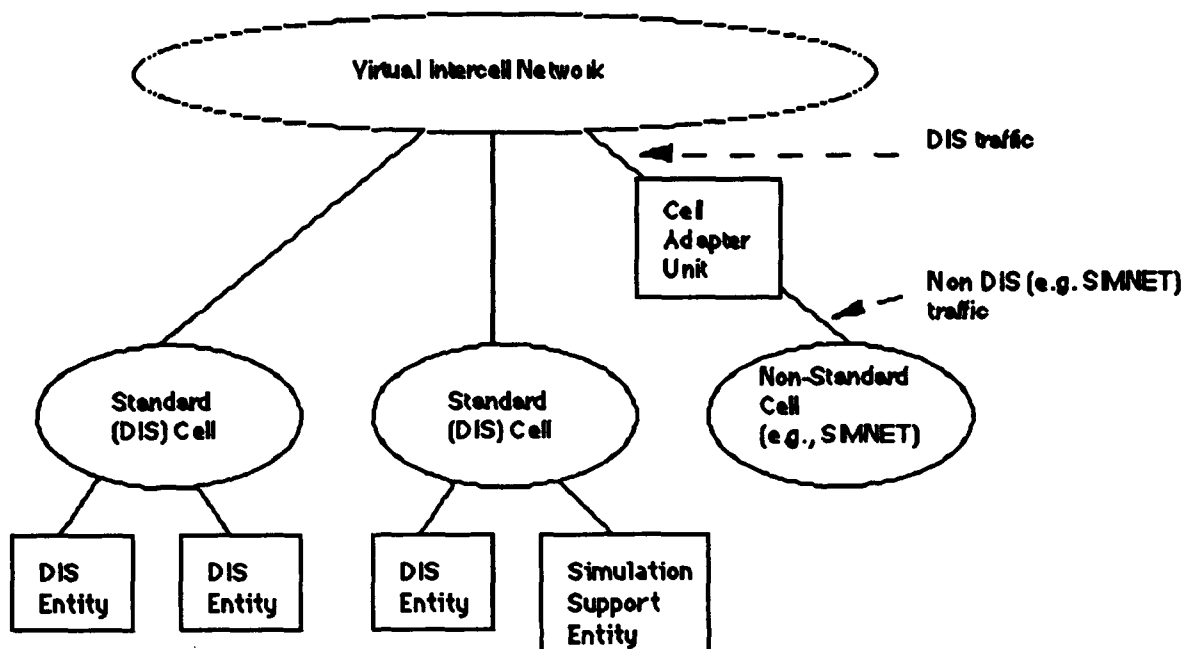 Virtual Intercell Network
DIS traffic
Cell
Adapter
Unit
Non DIS (e.g. SIMNET)
traffic
Standard
(DIS) Cell
Standard
(DIS) Cell
Non-Standard
Cell
(e.g., SIMNET)
DIS
Entity
DIS
Entity
DIS
Entity
Simulation
Support
Entity